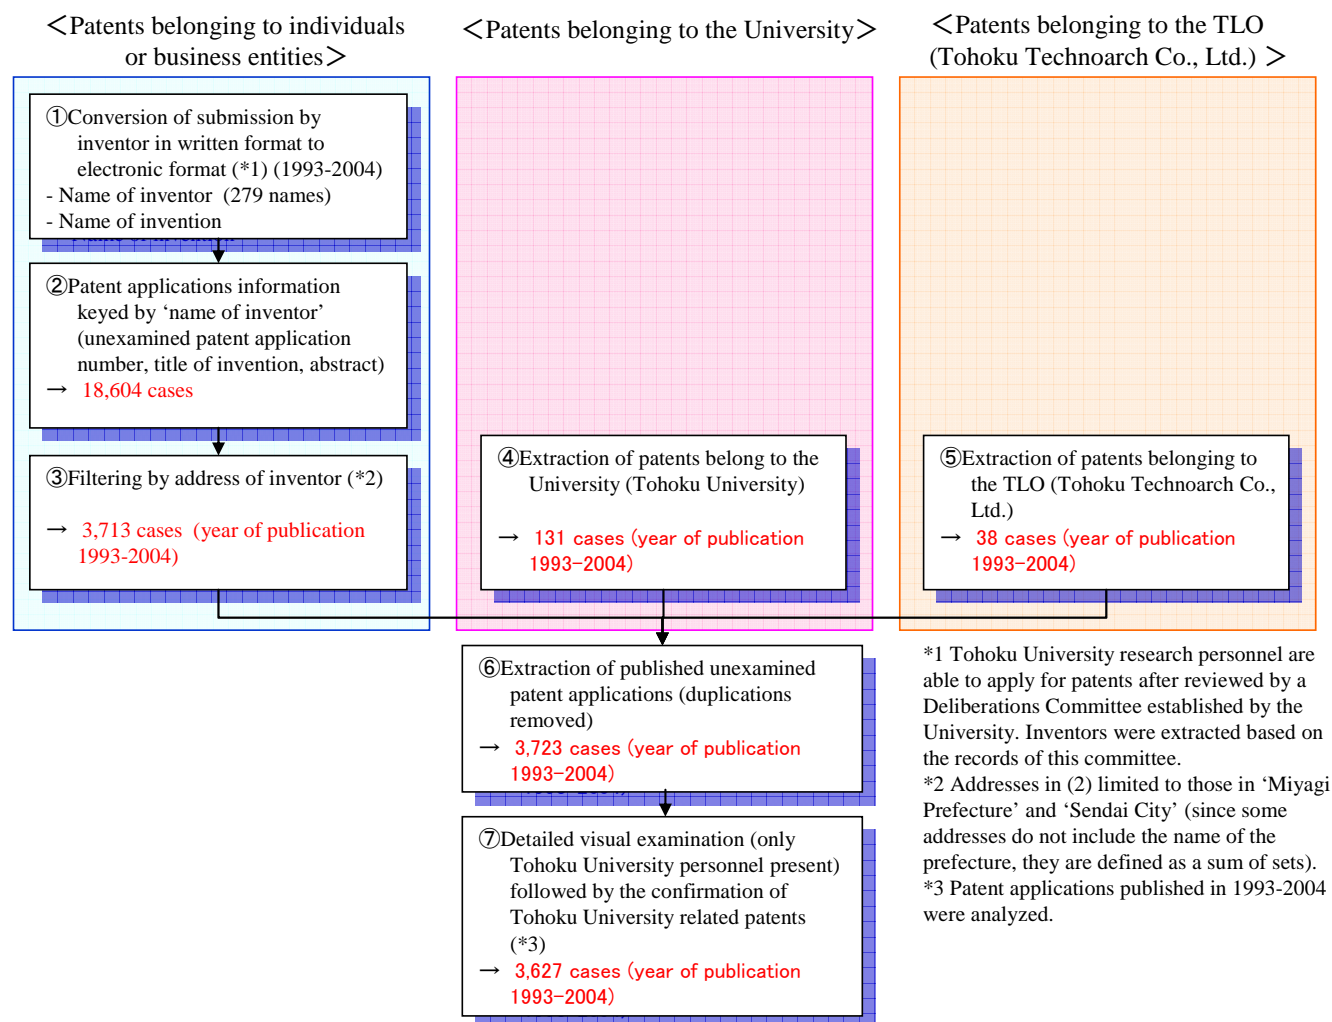 <Patents belonging to individuals
or business entities>
<Patents belonging to the University>
<Patents belonging to the TLO
(Tohoku Technoarch Co., Ltd.) >
①Conversion of submission by
inventor in written format to
electronic format (*1) (1993-2004)
- Name of inventor (279 names)
- Name of invention
②Patent applications information
keyed by ‘name of inventor’
(unexamined patent application
number, title of invention, abstract)
→ 18,604 cases
③Filtering by address of inventor (*2)
→ 3,713 cases (year of publication
1993-2004)
④Extraction of patents belong to the
University (Tohoku University)
→ 131 cases (year of publication
1993-2004)
⑤Extraction of patents belonging to
the TLO (Tohoku Technoarch Co.,
Ltd.)
→ 38 cases (year of publication
1993-2004)
⑥Extraction of published unexamined
patent applications (duplications
removed)
→ 3,723 cases (year of publication
1993-2004)
⑦Detailed visual examination (only
Tohoku University personnel present)
followed by the confirmation of
Tohoku University related patents
(*3)
→ 3,627 cases (year of publication
1993-2004)
*1 Tohoku University research personnel are
able to apply for patents after reviewed by a
Deliberations Committee established by the
University. Inventors were extracted based on
the records of this committee.
*2 Addresses in (2) limited to those in ‘Miyagi
Prefecture’ and ‘Sendai City’ (since some
addresses do not include the name of the
prefecture, they are defined as a sum of sets).
*3 Patent applications published in 1993-2004
were analyzed.